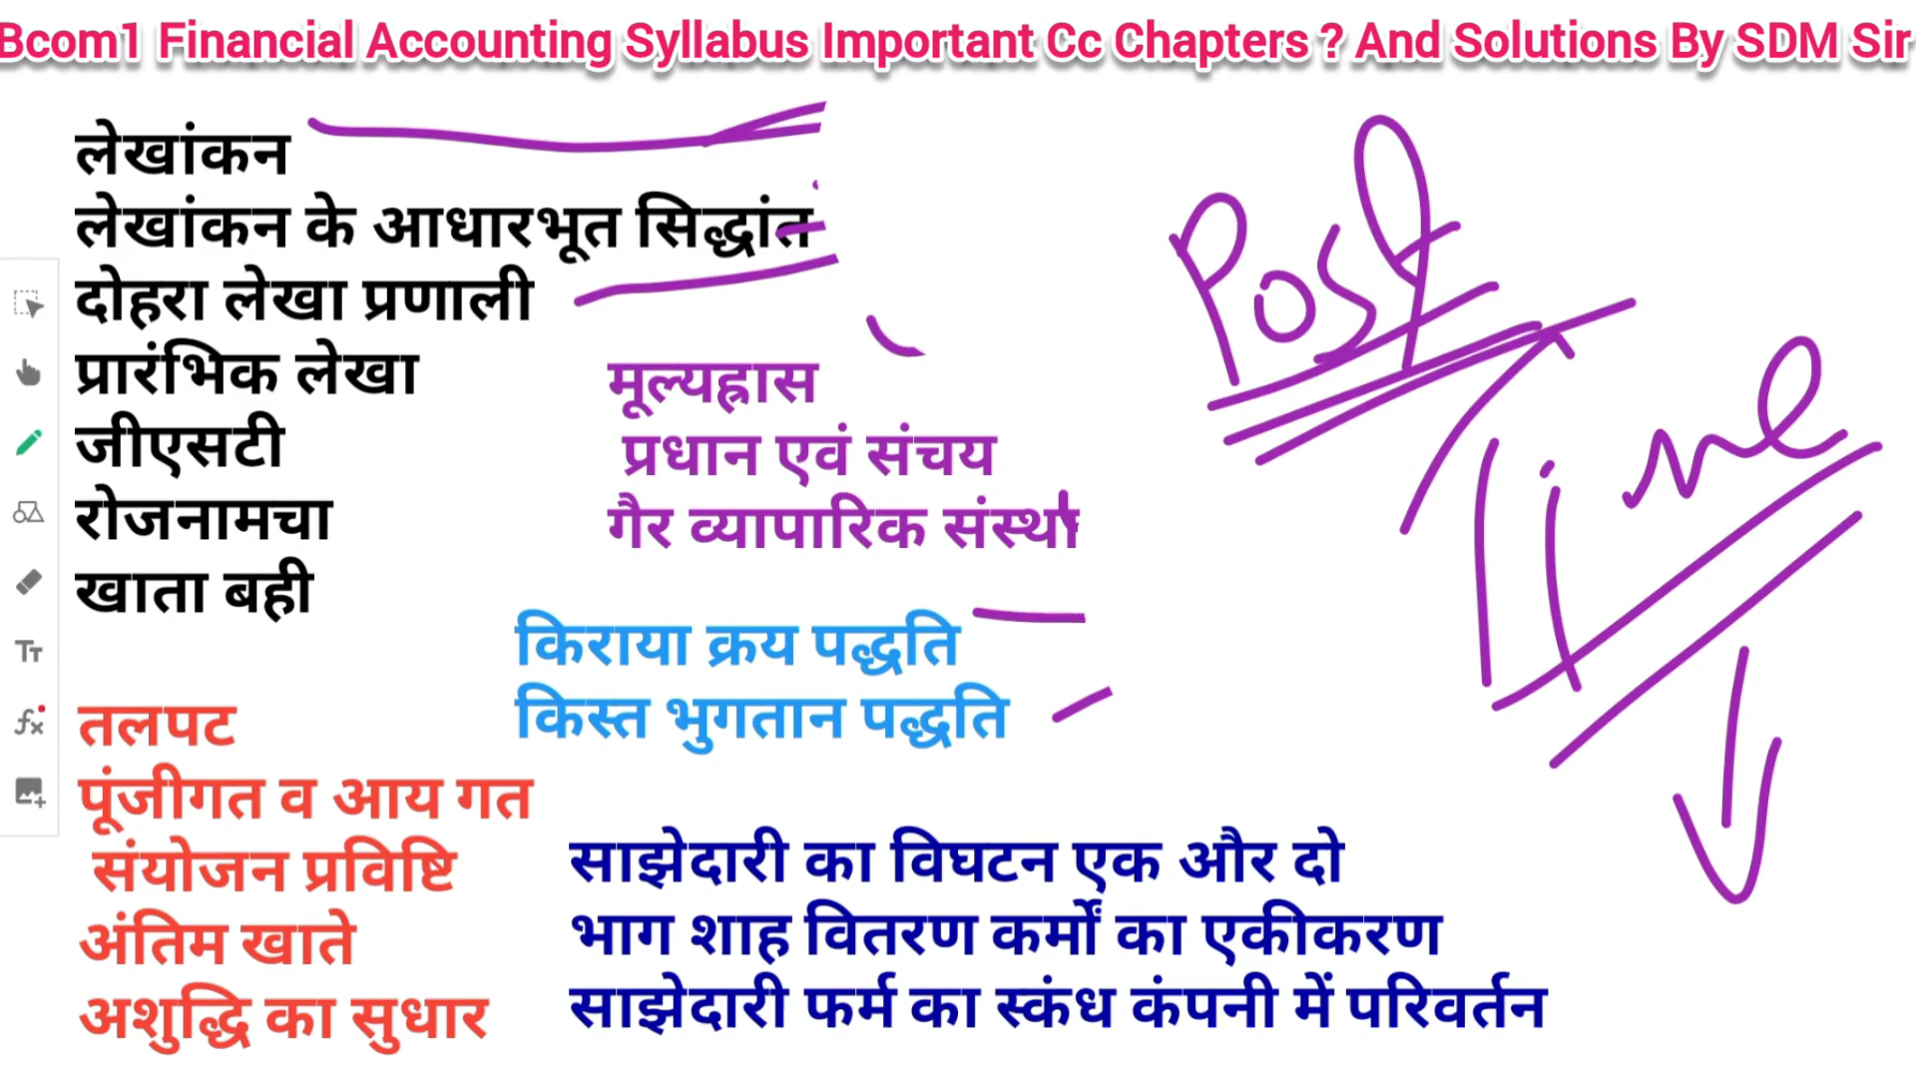 Bcom1 Financial Accounting Syllabus Important Cc Chapters ? And Solutions By SDM Sir
लेखांकन
लेखांकन के आधारभूत सिद्धांत
दोहरा लेखा प्रणाली
प्रारंभिक लेखा
जीएसटी
रोजनामचा
खाता बही
मूल्यह्रास
प्रधान एवं संचय
गैर व्यापारिक संस्था
किराया क्रय पद्धति
किस्त भुगतान पद्धति
तलपट
पूंजीगत व आय गत
संयोजन प्रविष्टि
अंतिम खाते
अशुद्धि का सुधार
साझेदारी का विघटन एक और दो
भाग शाह वितरण कर्मों का एकीकरण
साझेदारी फर्म का स्कंध कंपनी में परिवर्तन
Post
Time
Tт
fx